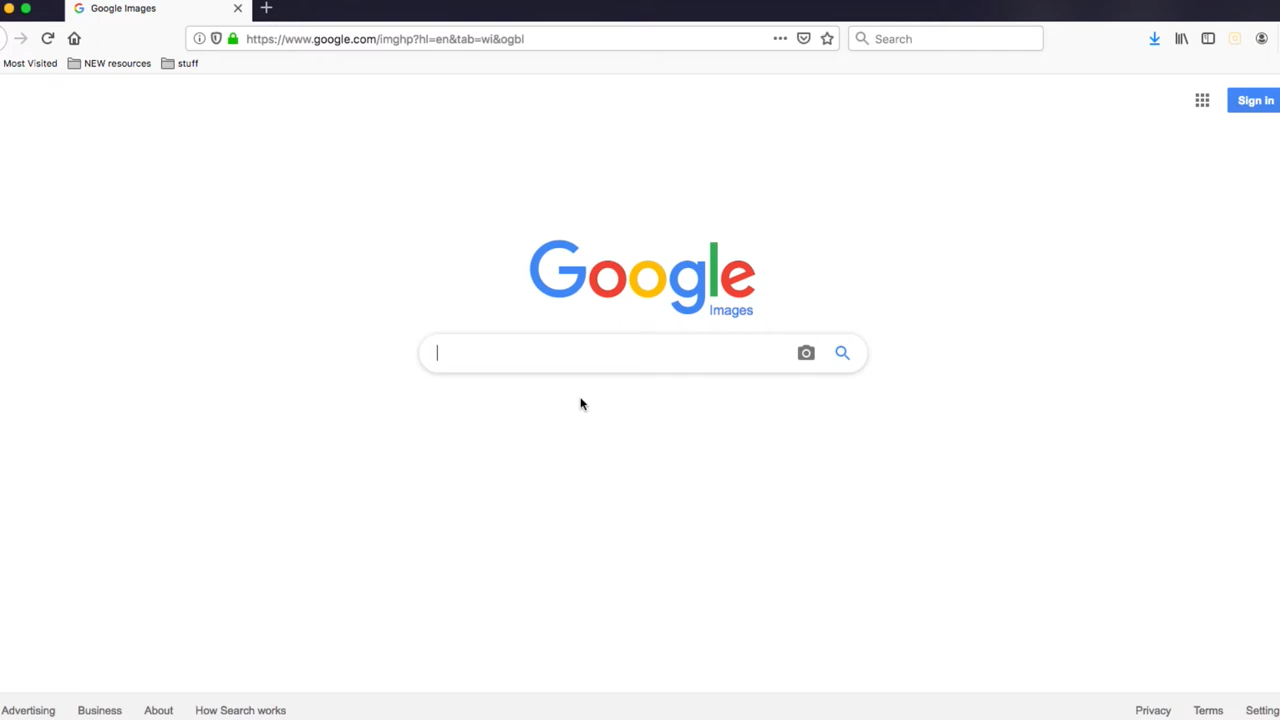 Google Images
https://www.google.com/imghp?hl=en&tab=wi&ogbl
Search
Most Visited
NEW resources
stuff
Sign in
Google
Images
Advertising
Business
About
How Search works
Privacy
Terms
Setting